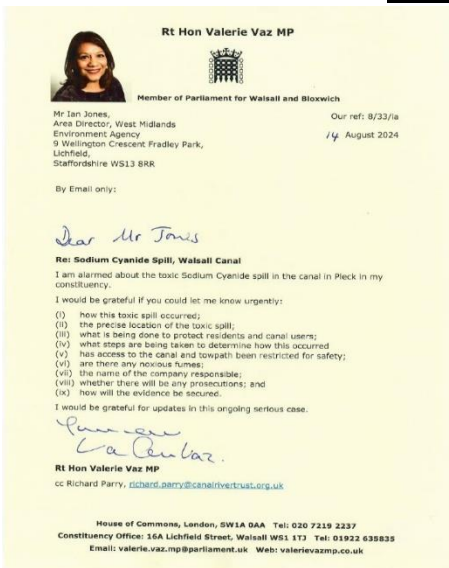 Rt Hon Valerie Vaz MP
Member of Parliament for Walsall and Bloxwich
Mr Ian Jones,
Area Director, West Midlands
Environment Agency
9 Wellington Crescent Fradley Park,
Lichfield,
Staffordshire WS13 8RR
Our ref: 8/33/ia
14 August 2024
By Email only:
Dear Mr Jones
Re: Sodium Cyanide Spill, Walsall Canal
I am alarmed about the toxic Sodium Cyanide spill in the canal in Pleck in my
constituency.
I would be grateful if you could let me know urgently:
(i) how this toxic spill occurred;
(ii) the precise location of the toxic spill;
(iii) what is being done to protect residents and canal users;
(iv) what steps are being taken to determine how this occurred
(v) has access to the canal and towpath been restricted for safety;
(vi) are there any noxious fumes;
(vii) the name of the company responsible;
(viii) whether there will be any prosecutions; and
(ix) how will the evidence be secured.
I would be grateful for updates in this ongoing serious case.
Rt Hon Valerie Vaz MP
cc Richard Parry, richard.parry@canalrivertrust.org.uk
House of Commons, London, SW1A 0AA Tel: 020 7219 2237
Constituency Office: 16A Lichfield Street, Walsall WS1 1TJ Tel: 01922 635835
Email: valerie.vaz.mp@parliament.uk Web: valerievazmp.co.uk